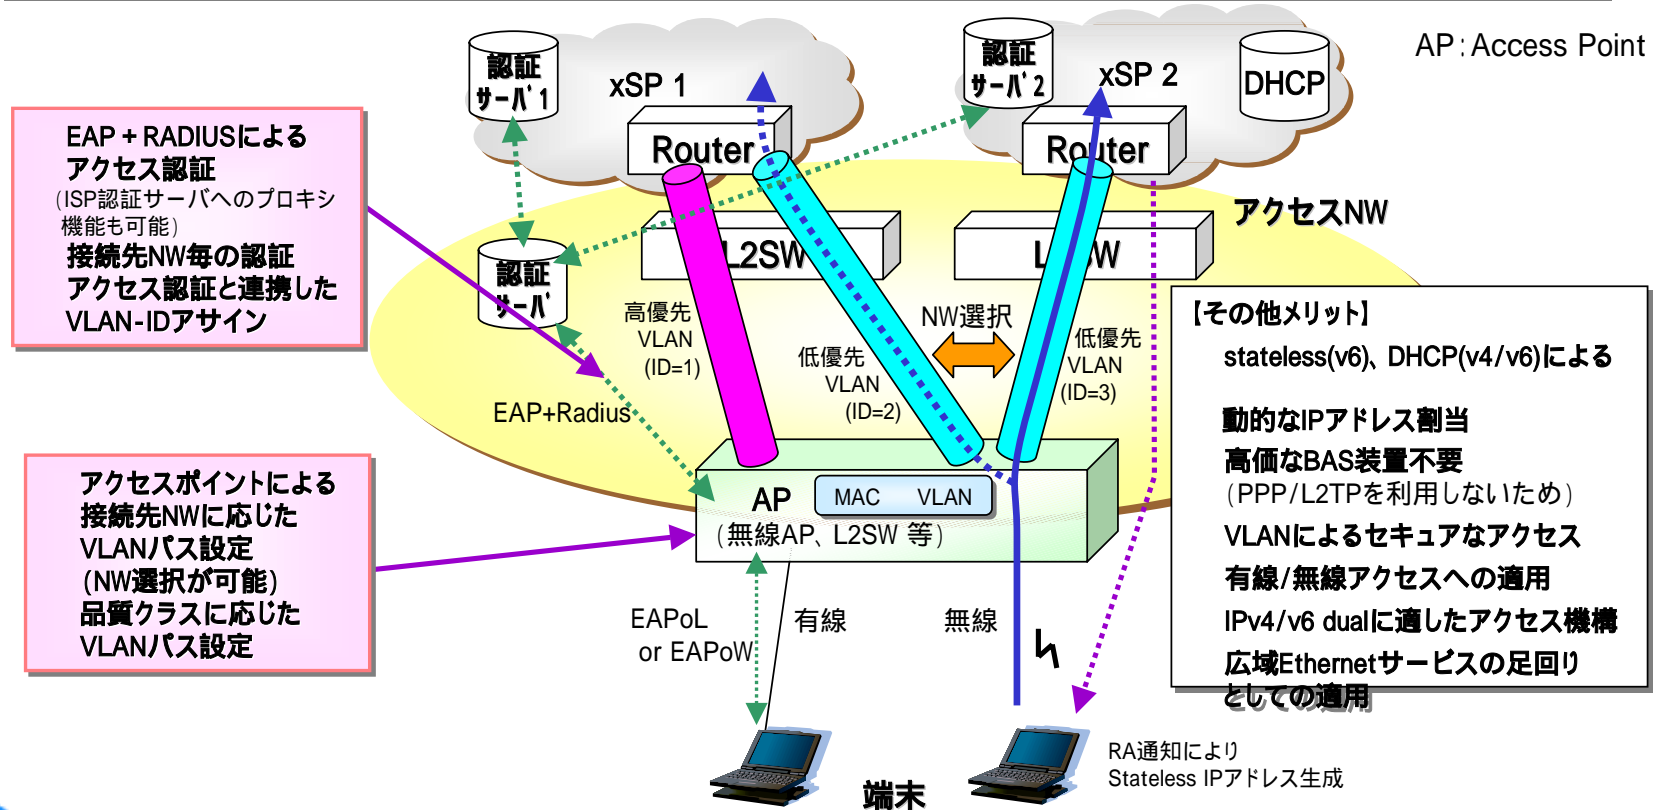 AP:Access Point
認証
サーバ1
xSP 1
Router
認証
サーバ2
xSP 2
DHCP
Router
EAP+RADIUSによる
アクセス認証
(ISP認証サーバへのプロキシ
機能も可能)
接続先NW毎の認証
アクセス認証と連携した
VLAN-IDアサイン
アクセスNW
L2SW
SW
認証
サーバ
高優先
VLAN
(ID=1)
低優先
VLAN
(ID=2)
NW選択
低優先
VLAN
(ID=3)
EAP+Radius
【その他メリット】
stateless(v6)、DHCP(v4/v6)による
動的なIPアドレス割当
高価なBAS装置不要
(PPP/L2TPを利用しないため)
VLANによるセキュアなアクセス
有線/無線アクセスへの適用
IPv4/v6 dualに適したアクセス機構
広域Ethernetサービスの足回り
としての適用
アクセスポイントによる
接続先NWに応じた
VLANパス設定
(NW選択が可能)
品質クラスに応じた
VLANパス設定
AP
MAC VLAN
(無線AP、L2SW 等)
EAPoL
or EAPoW
有線
無線
端末
RA通知により
Stateless IPアドレス生成